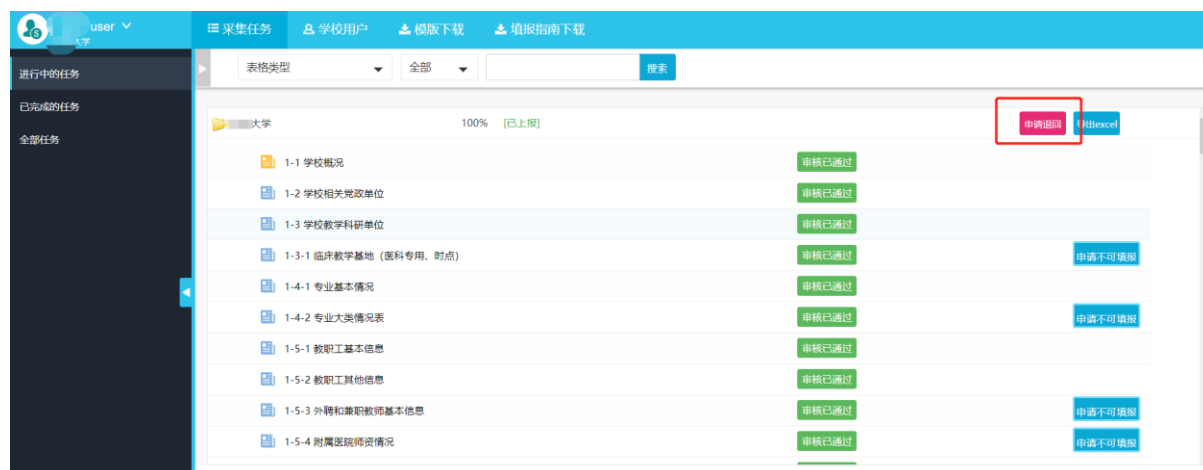 user
大学
采集任务 学校用户 模版下载 填报指南下载
进行中的任务
已完成的任务
全部任务
表格类型 全部 搜索
大学 100% [已上报] 申请退回 导出excel
1-1 学校概况 审核已通过
1-2 学校相关党政单位 审核已通过
1-3 学校教学科研单位 审核已通过
1-3-1 临床教学基地（医科专用、时点） 审核已通过 申请不可填报
1-4-1 专业基本情况 审核已通过
1-4-2 专业大类情况表 审核已通过 申请不可填报
1-5-1 教职工基本信息 审核已通过
1-5-2 教职工其他信息 审核已通过
1-5-3 外聘和兼职教师基本信息 审核已通过 申请不可填报
1-5-4 附属医院师资情况 审核已通过 申请不可填报